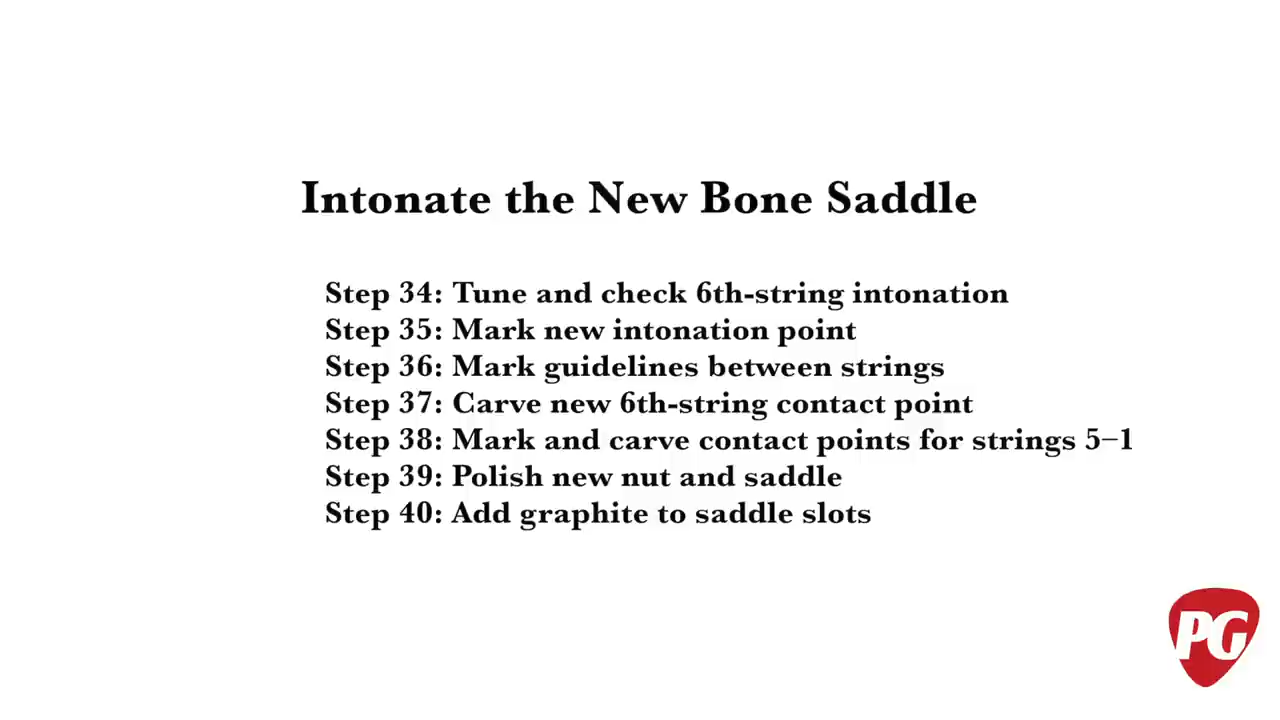 Intonate the New Bone Saddle
Step 34: Tune and check 6th-string intonation
Step 35: Mark new intonation point
Step 36: Mark guidelines between strings
Step 37: Carve new 6th-string contact point
Step 38: Mark and carve contact points for strings 5–1
Step 39: Polish new nut and saddle
Step 40: Add graphite to saddle slots
PG